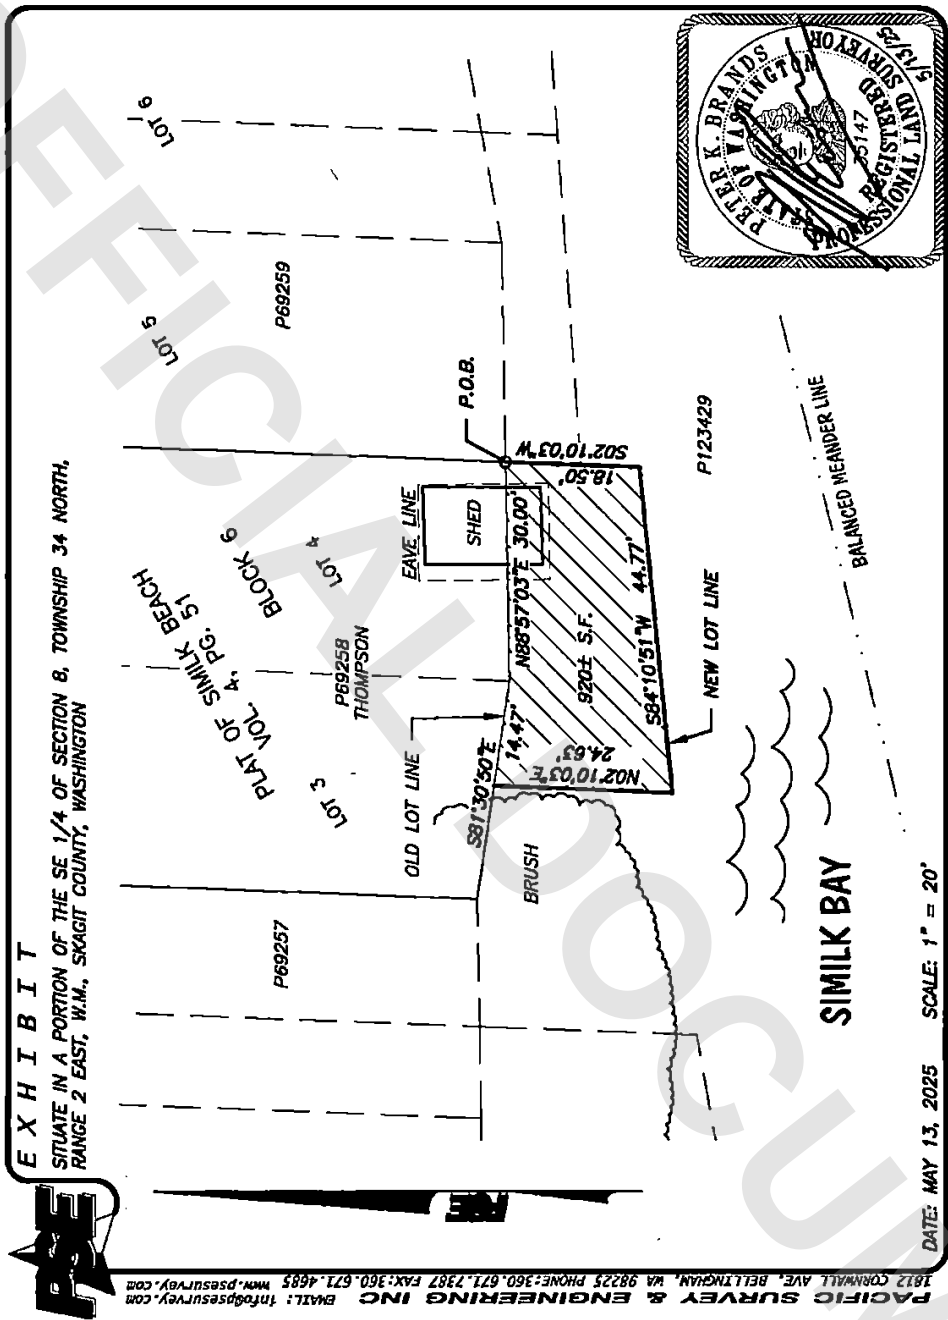 EXHIBIT
SITUATE IN A PORTION OF THE SE 1/4 OF SECTION 8, TOWNSHIP 34 NORTH,
RANGE 2 EAST, W.M., SKAGIT COUNTY, WASHINGTON
PSE
PLAT OF SIMILK BEACH
VOL. 4, PG. 51
BLOCK 6
LOT 3
LOT 4
LOT 5
LOT 6
P69257
P69258
THOMPSON
P69259
OLD LOT LINE
EAVE LINE
SHED
P.O.B.
S81°30'50"E
14.47'
N88°57'03"E 30.00'
S02°10'03"W
18.50'
N02°10'03"E
24.63'
920± S.F.
S84°10'51"W 44.77'
BRUSH
NEW LOT LINE
P123429
BALANCED MEANDER LINE
SIMILK BAY
DATE: MAY 13, 2025
SCALE: 1" = 20'
PETER K. BRANDS
STATE OF WASHINGTON
35147
REGISTERED
PROFESSIONAL LAND SURVEYOR
5/13/25
PACIFIC SURVEY & ENGINEERING INC
1812 CORNWALL AVE, BELLINGHAM, WA 98225 PHONE:360.671.7387 FAX:360.671.4685
EMAIL: info@psesurvey.com
www.psesurvey.com
PSE
OFFICIAL DOCUM